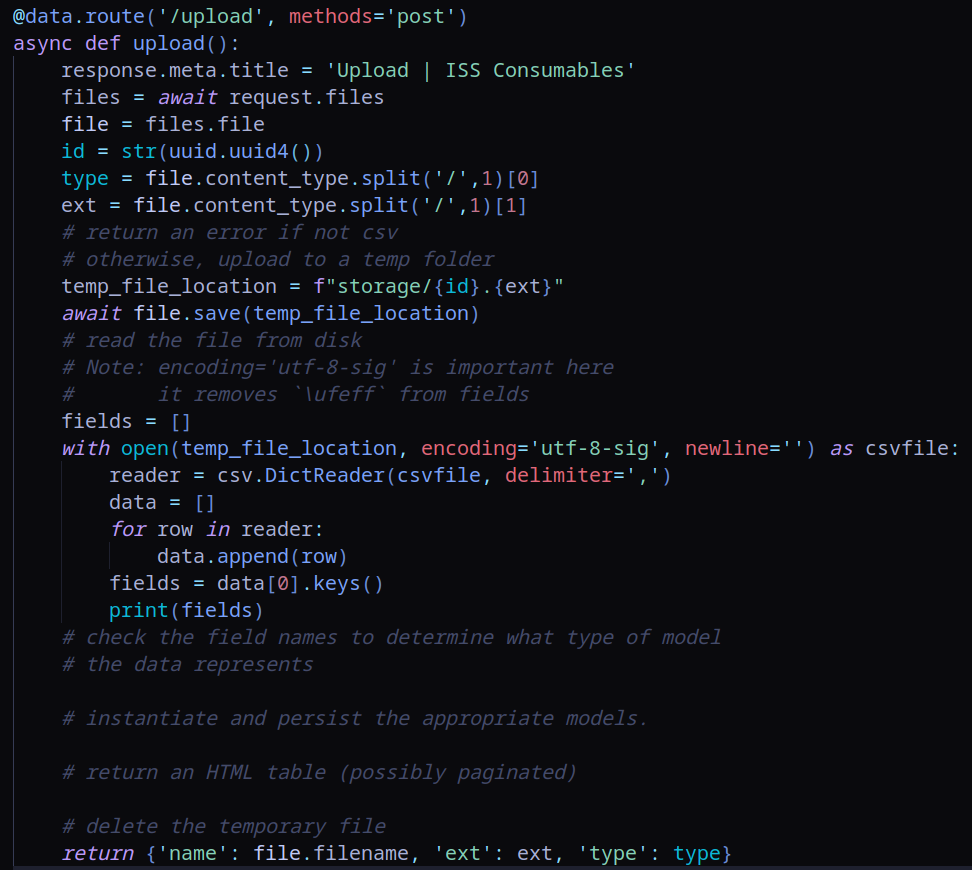 @data.route('/upload', methods='post')
async def upload():
    response.meta.title = 'Upload | ISS Consumables'
    files = await request.files
    file = files.file
    id = str(uuid.uuid4())
    type = file.content_type.split('/',1)[0]
    ext = file.content_type.split('/',1)[1]
    # return an error if not csv
    # otherwise, upload to a temp folder
    temp_file_location = f"storage/{id}.{ext}"
    await file.save(temp_file_location)
    # read the file from disk
    # Note: encoding='utf-8-sig' is important here
    #       it removes `\ufeff` from fields
    fields = []
    with open(temp_file_location, encoding='utf-8-sig', newline='') as csvfile:
        reader = csv.DictReader(csvfile, delimiter=',')
        data = []
        for row in reader:
            data.append(row)
        fields = data[0].keys()
        print(fields)
    # check the field names to determine what type of model
    # the data represents

    # instantiate and persist the appropriate models.

    # return an HTML table (possibly paginated)

    # delete the temporary file
    return {'name': file.filename, 'ext': ext, 'type': type}